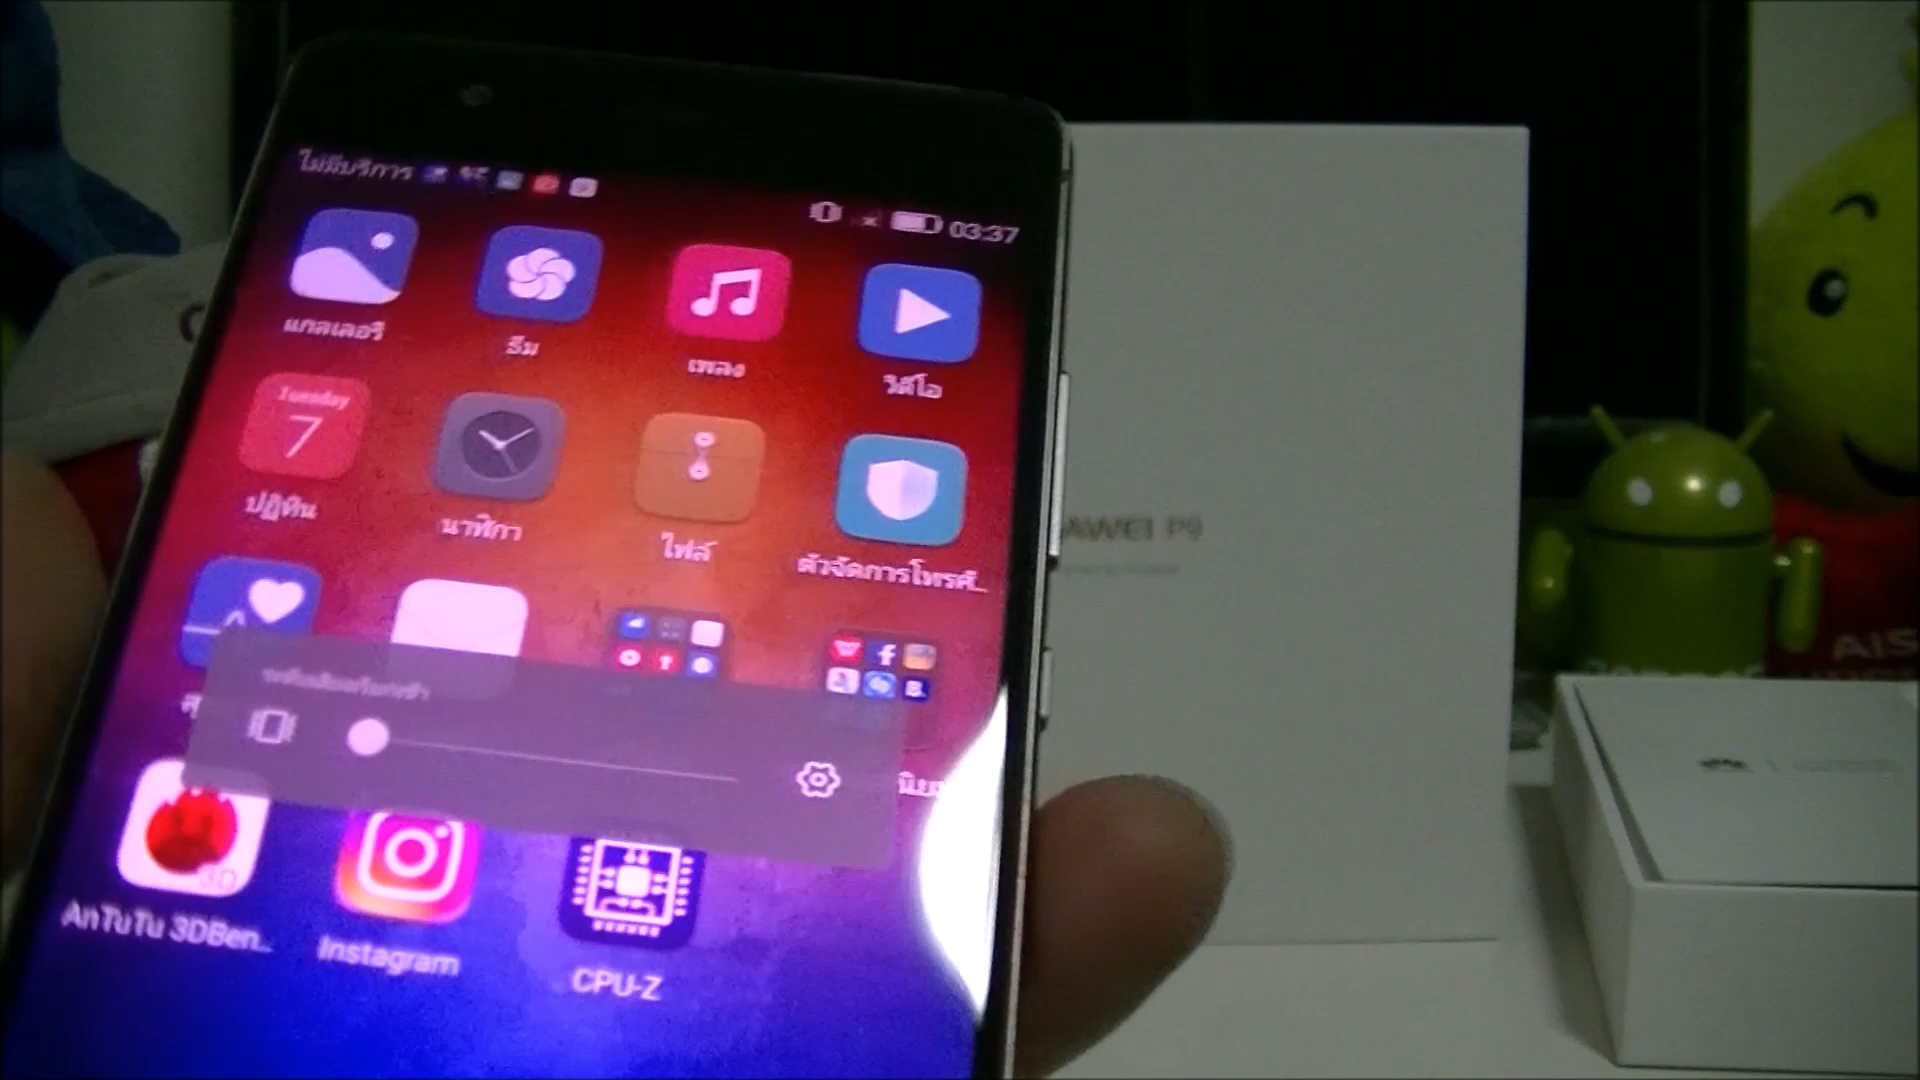 ไม่มีบริการ
03:37
แกลเลอรี
ธีม
เพลง
วิดีโอ
Tuesday
7
ปฏิทิน
นาฬิกา
ไฟล์
ตัวจัดการโทรศั...
AWEI P9
3D
AnTuTu 3DBen...
Instagram
CPU-Z
AIS